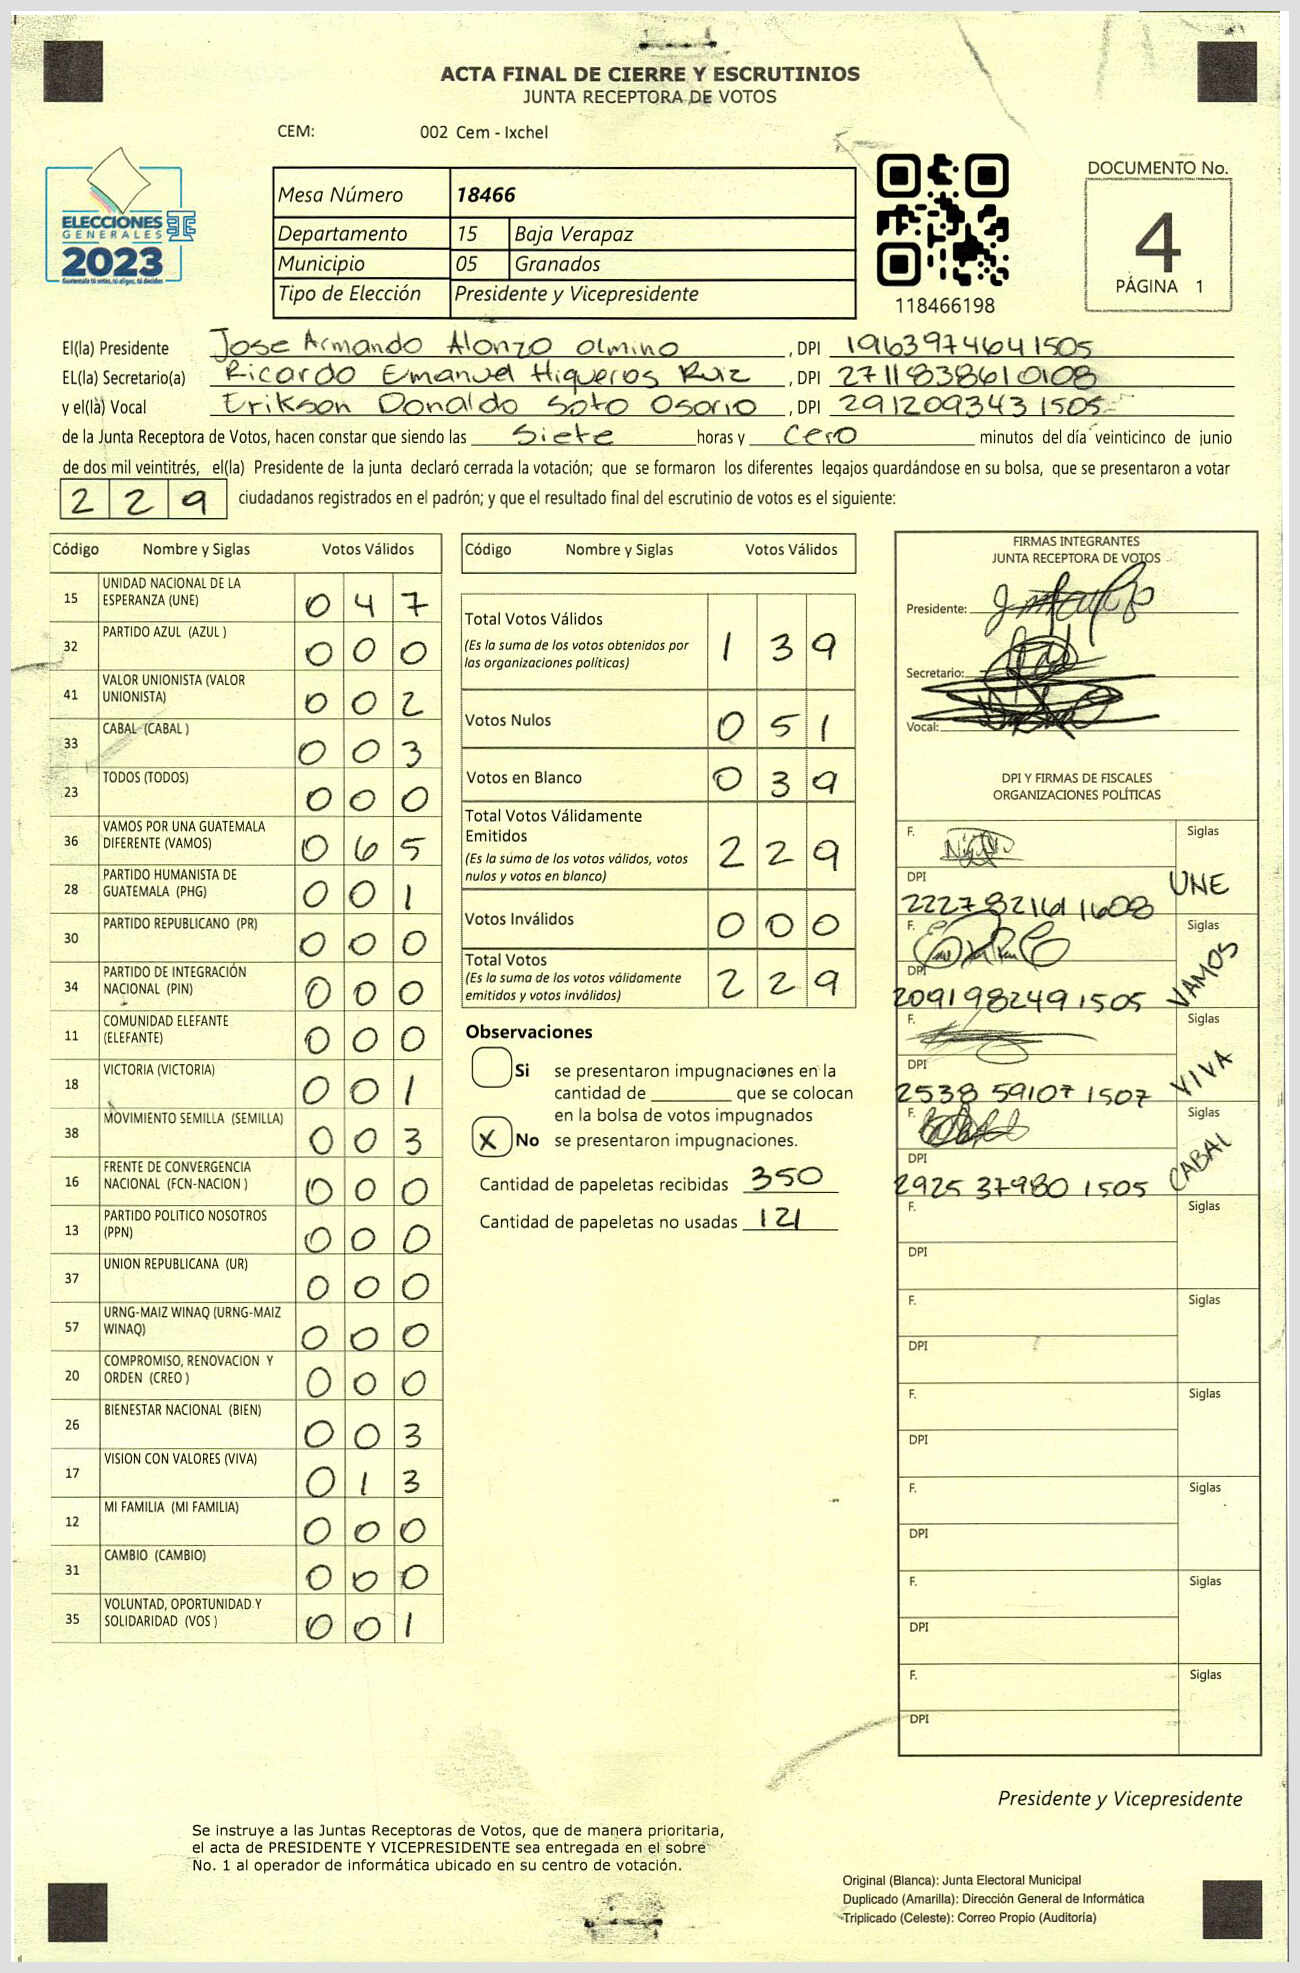 ACTA FINAL DE CIERRE Y ESCRUTINIOS
JUNTA RECEPTORA DE VOTOS
CEM: 002 Cem - Ixchel
ELECCIONES
GENERALES
2023
Guatemala tú votas, tú eliges, tú decides
Mesa Número 18466
Departamento 15 Baja Verapaz
Municipio 05 Granados
Tipo de Elección Presidente y Vicepresidente
118466198
DOCUMENTO No.
4
PÁGINA 1
El(la) Presidente Jose Armando Alonzo olmino , DPI 1963974641505
EL(la) Secretario(a) Ricardo Emanuel Higueros Ruiz , DPI 2711838610108
y el(la) Vocal Erikson Donaldo Soto Osorio , DPI 2912093431505
de la Junta Receptora de Votos, hacen constar que siendo las Siete horas y Cero minutos del día veinticinco de junio
de dos mil veintitrés, el(la) Presidente de la junta declaró cerrada la votación; que se formaron los diferentes legajos guardándose en su bolsa, que se presentaron a votar
229 ciudadanos registrados en el padrón; y que el resultado final del escrutinio de votos es el siguiente:
Código Nombre y Siglas Votos Válidos
15 UNIDAD NACIONAL DE LA ESPERANZA (UNE) 0 4 7
32 PARTIDO AZUL (AZUL ) 0 0 0
41 VALOR UNIONISTA (VALOR UNIONISTA) 0 0 2
33 CABAL (CABAL ) 0 0 3
23 TODOS (TODOS) 0 0 0
36 VAMOS POR UNA GUATEMALA DIFERENTE (VAMOS) 0 6 5
28 PARTIDO HUMANISTA DE GUATEMALA (PHG) 0 0 1
30 PARTIDO REPUBLICANO (PR) 0 0 0
34 PARTIDO DE INTEGRACIÓN NACIONAL (PIN) 0 0 0
11 COMUNIDAD ELEFANTE (ELEFANTE) 0 0 0
18 VICTORIA (VICTORIA) 0 0 1
38 MOVIMIENTO SEMILLA (SEMILLA) 0 0 3
16 FRENTE DE CONVERGENCIA NACIONAL (FCN-NACION ) 0 0 0
13 PARTIDO POLITICO NOSOTROS (PPN) 0 0 0
37 UNION REPUBLICANA (UR) 0 0 0
57 URNG-MAIZ WINAQ (URNG-MAIZ WINAQ) 0 0 0
20 COMPROMISO, RENOVACION Y ORDEN (CREO ) 0 0 0
26 BIENESTAR NACIONAL (BIEN) 0 0 3
17 VISION CON VALORES (VIVA) 0 1 3
12 MI FAMILIA (MI FAMILIA) 0 0 0
31 CAMBIO (CAMBIO) 0 0 0
35 VOLUNTAD, OPORTUNIDAD Y SOLIDARIDAD (VOS ) 0 0 1
Código Nombre y Siglas Votos Válidos
Total Votos Válidos
(Es la suma de los votos obtenidos por las organizaciones políticas) 1 3 9
Votos Nulos 0 5 1
Votos en Blanco 0 3 9
Total Votos Válidamente Emitidos
(Es la suma de los votos válidos, votos nulos y votos en blanco) 2 2 9
Votos Inválidos 0 0 0
Total Votos
(Es la suma de los votos válidamente emitidos y votos inválidos) 2 2 9
Observaciones
Si se presentaron impugnaciones en la
cantidad de ________ que se colocan
en la bolsa de votos impugnados
X No se presentaron impugnaciones.
Cantidad de papeletas recibidas 350
Cantidad de papeletas no usadas 121
FIRMAS INTEGRANTES
JUNTA RECEPTORA DE VOTOS
Presidente:
Secretario:
Vocal:
DPI Y FIRMAS DE FISCALES
ORGANIZACIONES POLÍTICAS
F. Siglas UNE
DPI 2227821611608
F. Siglas VAMOS
DPI 2091982491505
F. Siglas VIVA
DPI 2538 59107 1507
F. Siglas CABAL
DPI 2925 37980 1505
F. Siglas
DPI
F. Siglas
DPI
F. Siglas
DPI
F. Siglas
DPI
F. Siglas
DPI
F. Siglas
DPI
Presidente y Vicepresidente
Se instruye a las Juntas Receptoras de Votos, que de manera prioritaria,
el acta de PRESIDENTE Y VICEPRESIDENTE sea entregada en el sobre
No. 1 al operador de informática ubicado en su centro de votación.
Original (Blanca): Junta Electoral Municipal
Duplicado (Amarilla): Dirección General de Informática
Triplicado (Celeste): Correo Propio (Auditoría)